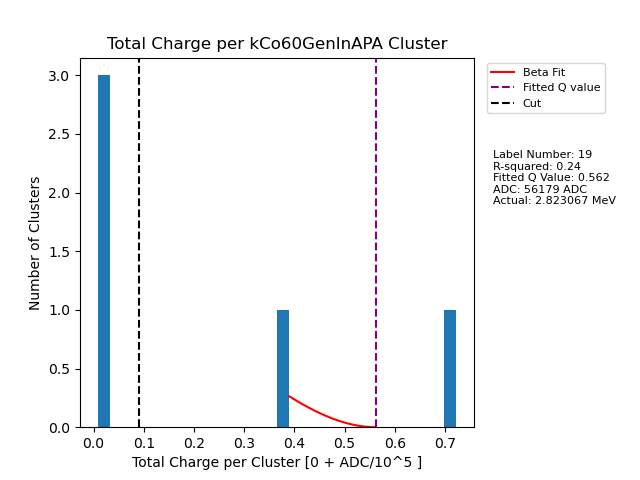 Total Charge per kCo60GenInAPA Cluster
Number of Clusters
3.0
2.5
2.0
1.5
1.0
0.5
0.0
0.0 0.1 0.2 0.3 0.4 0.5 0.6 0.7
Total Charge per Cluster [0 + ADC/10^5 ]
Beta Fit
Fitted Q value
Cut
Label Number: 19
R-squared: 0.24
Fitted Q Value: 0.562
ADC: 56179 ADC
Actual: 2.823067 MeV